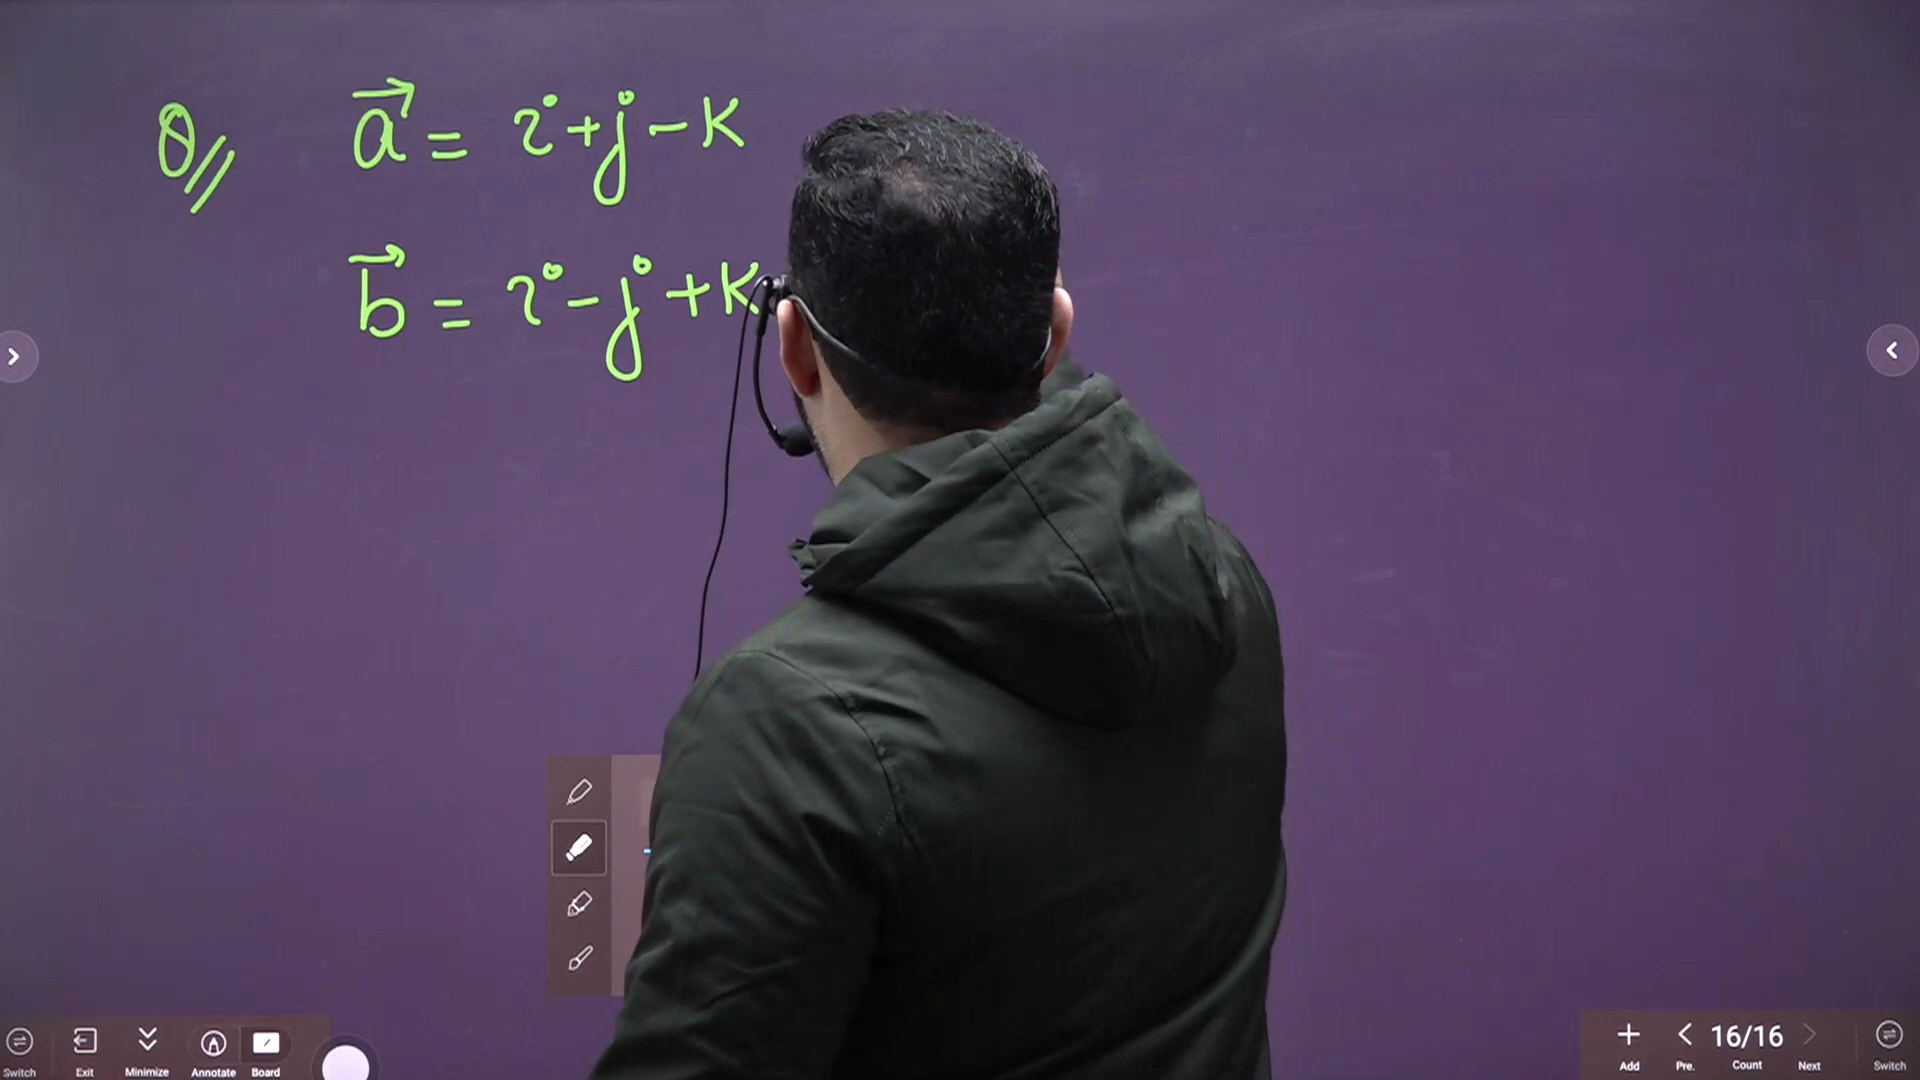 Q// a⃗ = i + j - k
b⃗ = i - j + k
Switch Exit Minimize Annotate Board
16/16
Add Pre. Count Next Switch